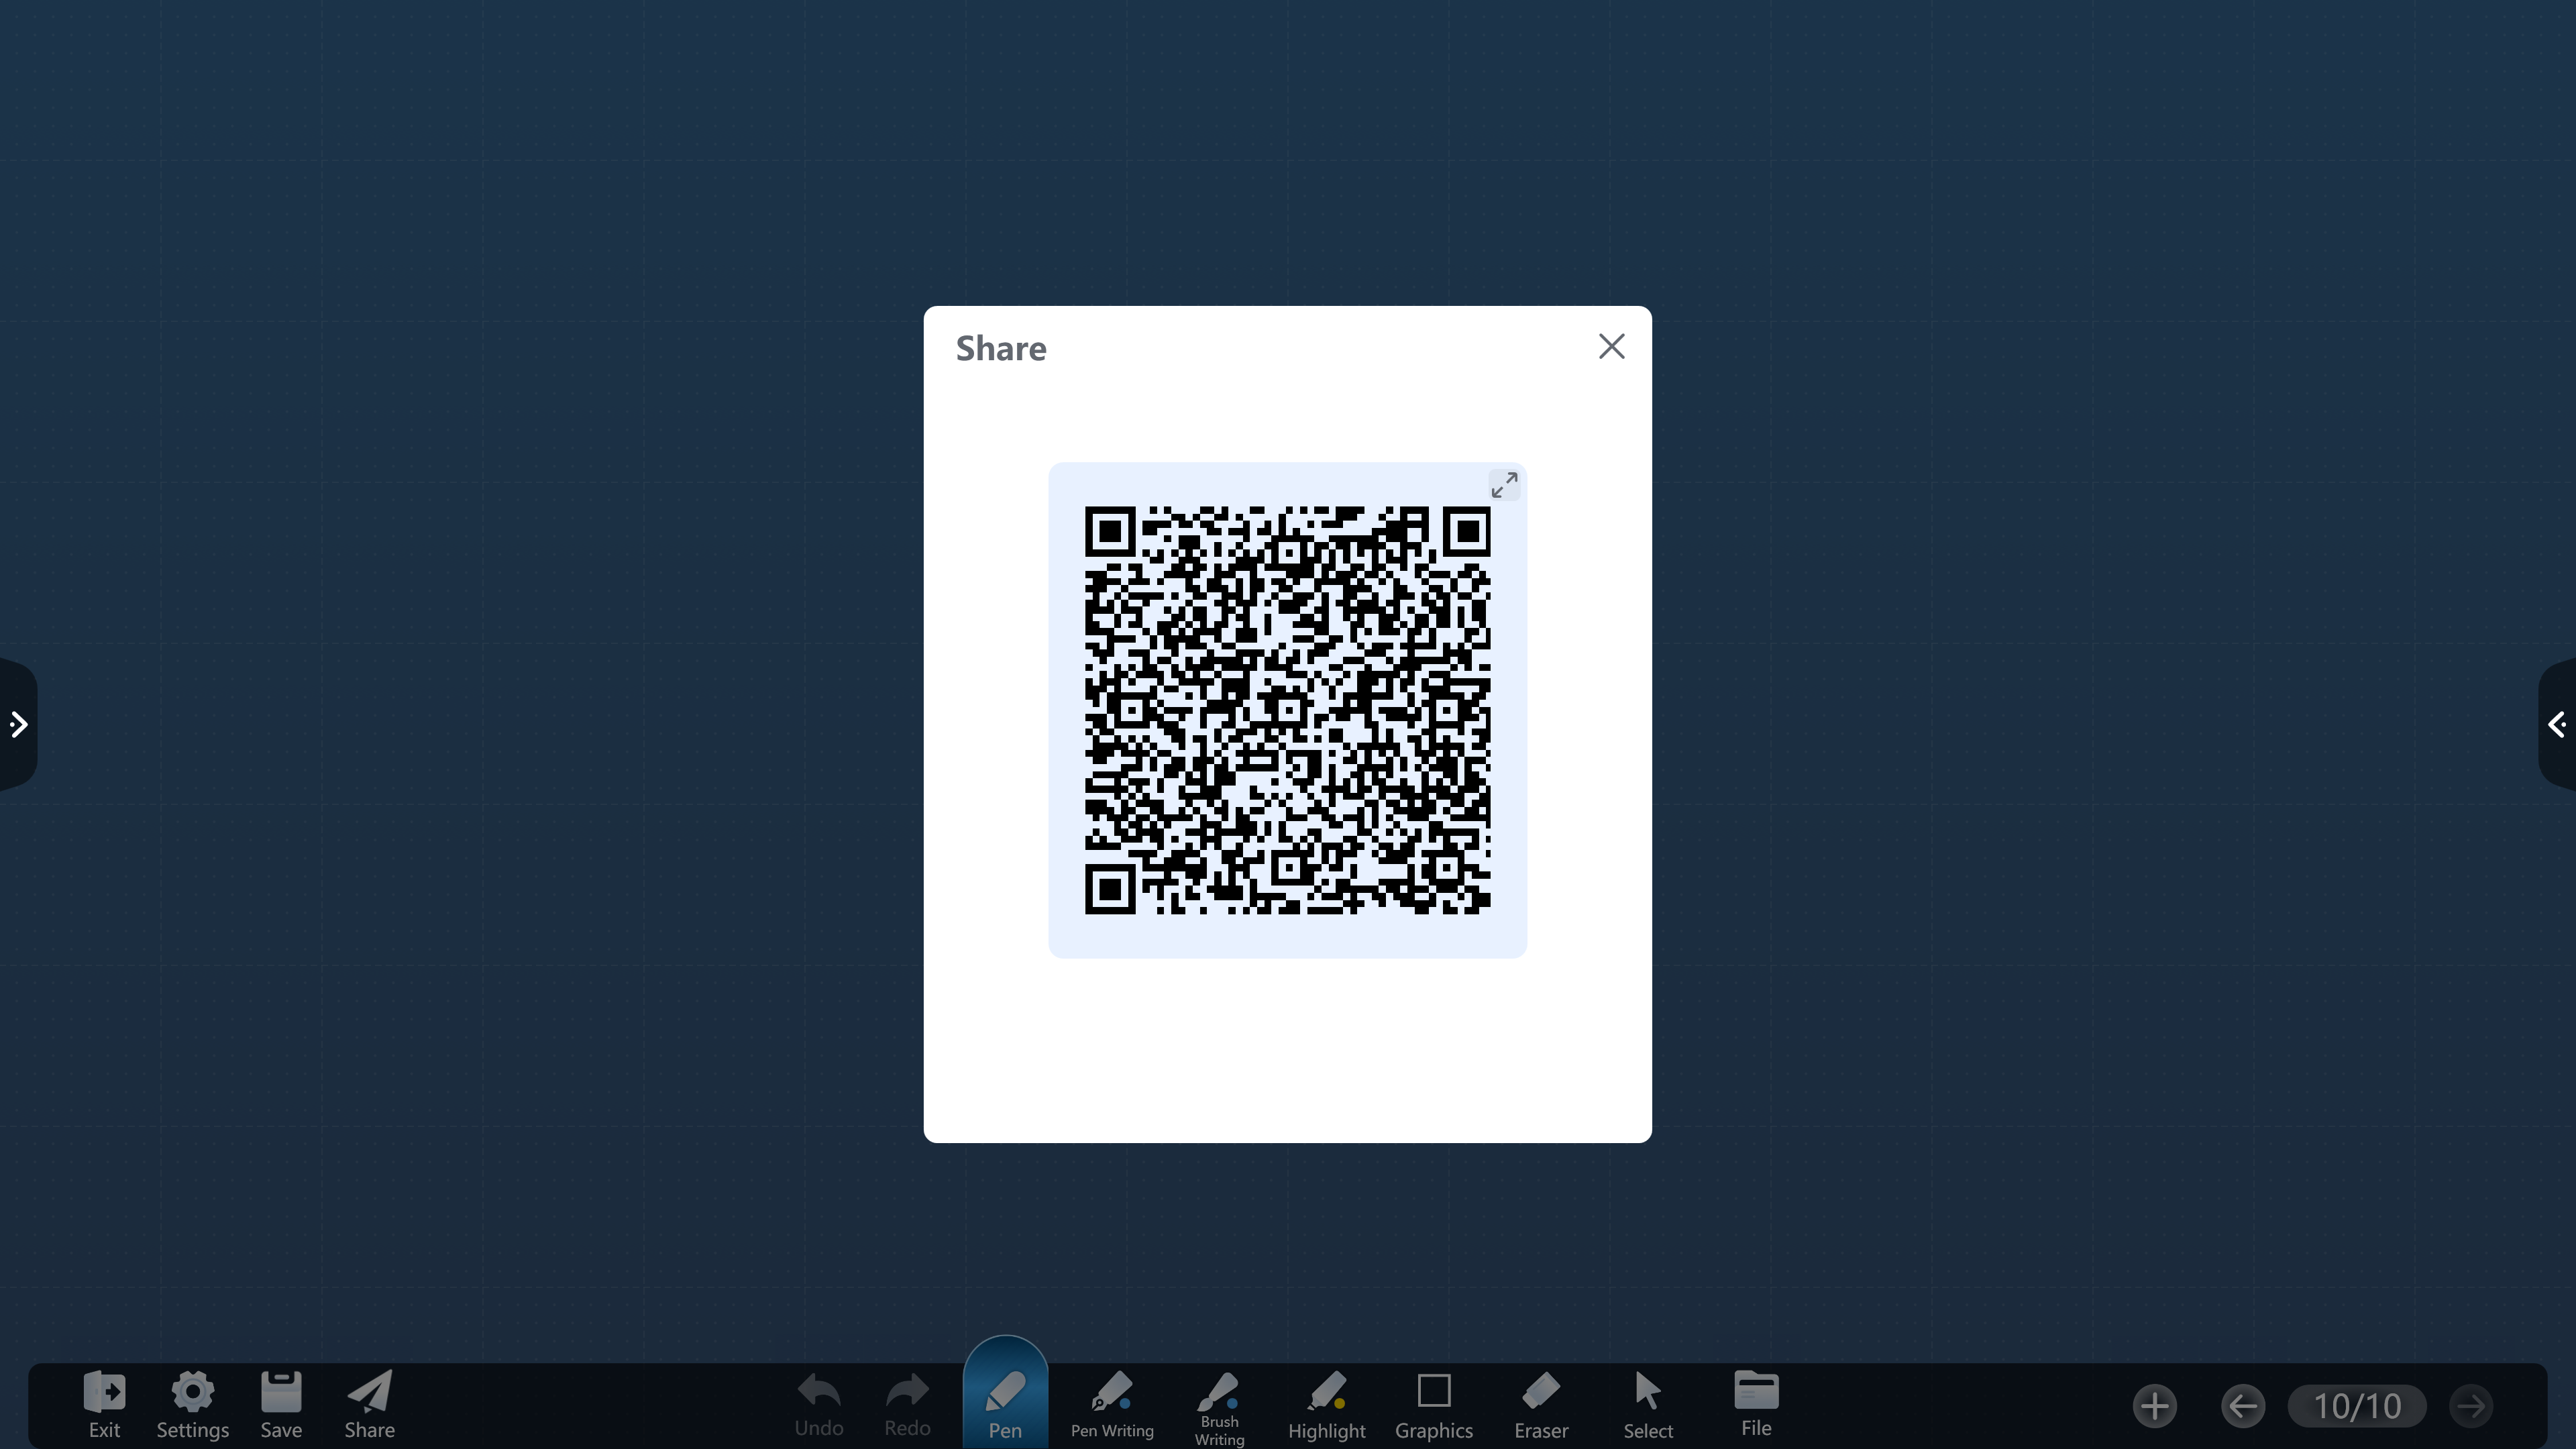 Share
Exit
Settings
Save
Share
Undo
Redo
Pen
Pen Writing
Brush
Writing
Highlight
Graphics
Eraser
Select
File
10/10